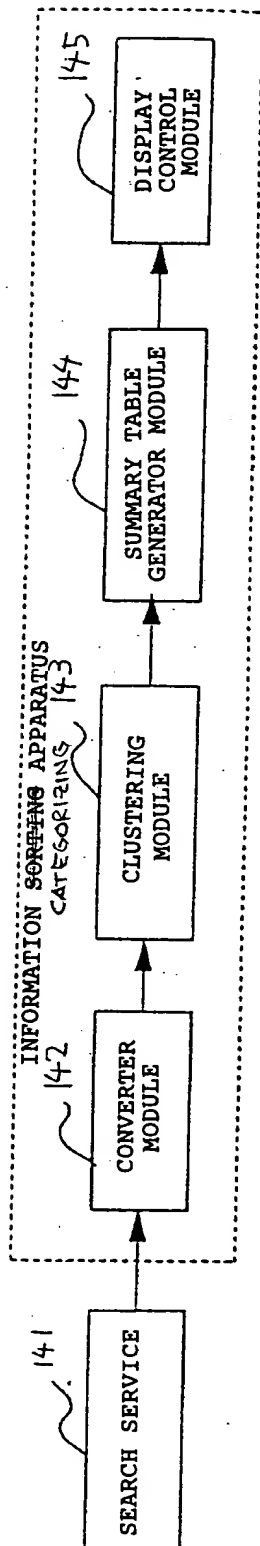 INFORMATION SORTING APPARATUS
CATEGORIZING
141
SEARCH SERVICE
142
CONVERTER
MODULE
143
CLUSTERING
MODULE
144
SUMMARY TABLE
GENERATOR MODULE
145
DISPLAY
CONTROL
MODULE